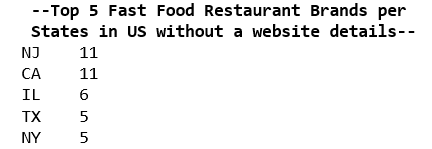 --Top 5 Fast Food Restaurant Brands per
States in US without a website details--
NJ 11
CA 11
IL 6
TX 5
NY 5